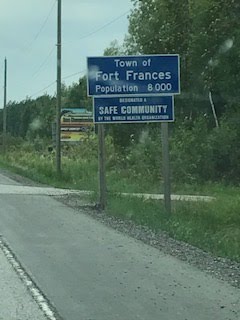 Town of
Fort Frances
Population 8 000
DESIGNATED A
SAFE COMMUNITY
BY THE WORLD HEALTH ORGANIZATION